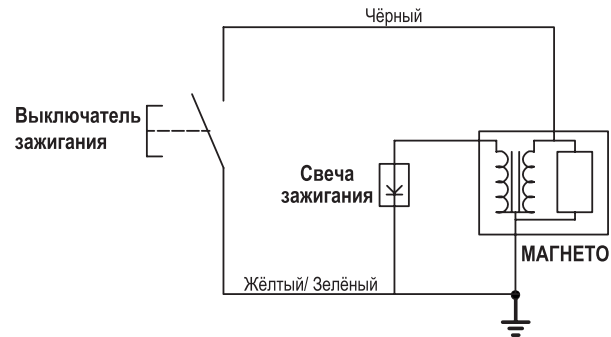 Чёрный
Выключатель
зажигания
Свеча
зажигания
МАГНЕТО
Жёлтый/ Зелёный